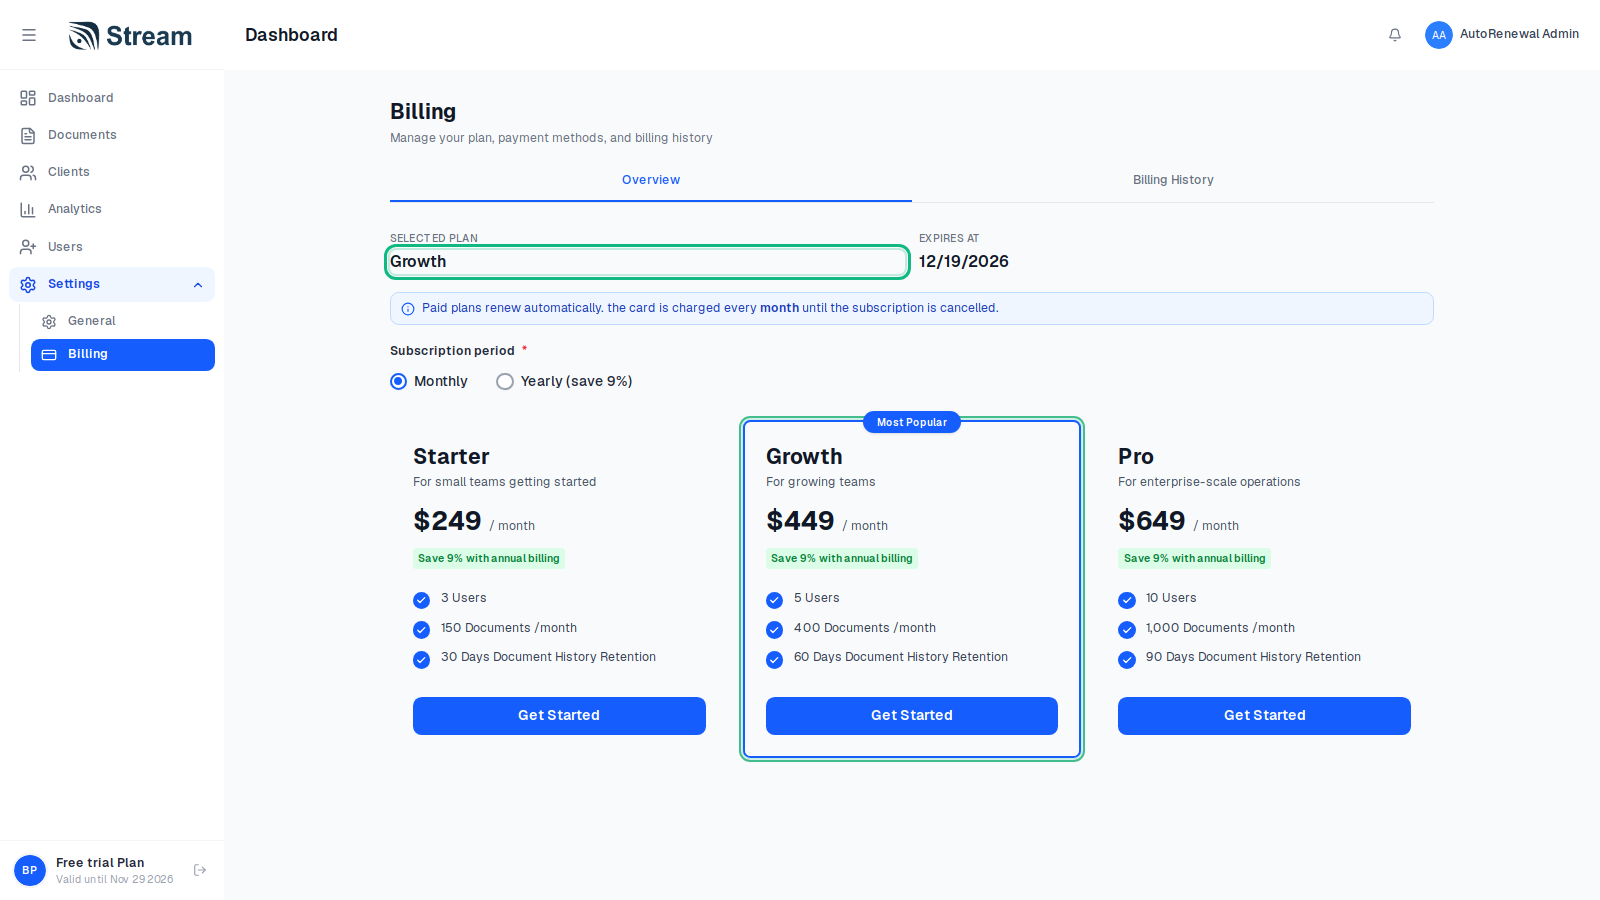 Stream
Dashboard
AA
AutoRenewal Admin
Dashboard
Documents
Clients
Analytics
Users
Settings
General
Billing
Billing
Manage your plan, payment methods, and billing history
Overview
Billing History
SELECTED PLAN
Growth
EXPIRES AT
12/19/2026
Paid plans renew automatically. the card is charged every month until the subscription is cancelled.
Subscription period *
Monthly
Yearly (save 9%)
Most Popular
Starter
For small teams getting started
$249 / month
Save 9% with annual billing
3 Users
150 Documents /month
30 Days Document History Retention
Get Started
Growth
For growing teams
$449 / month
Save 9% with annual billing
5 Users
400 Documents /month
60 Days Document History Retention
Get Started
Pro
For enterprise-scale operations
$649 / month
Save 9% with annual billing
10 Users
1,000 Documents /month
90 Days Document History Retention
Get Started
BP
Free trial Plan
Valid until Nov 29 2026